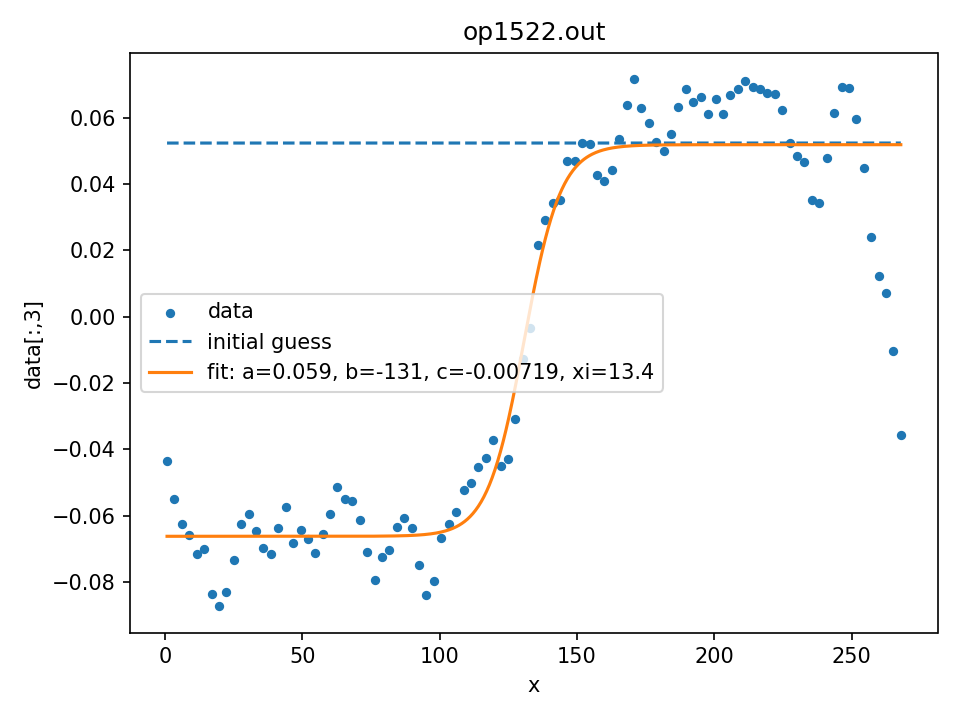 op1522.out
data[:,3]
0.06
0.04
0.02
0.00
−0.02
−0.04
−0.06
−0.08
data
initial guess
fit: a=0.059, b=-131, c=-0.00719, xi=13.4
0 50 100 150 200 250
x